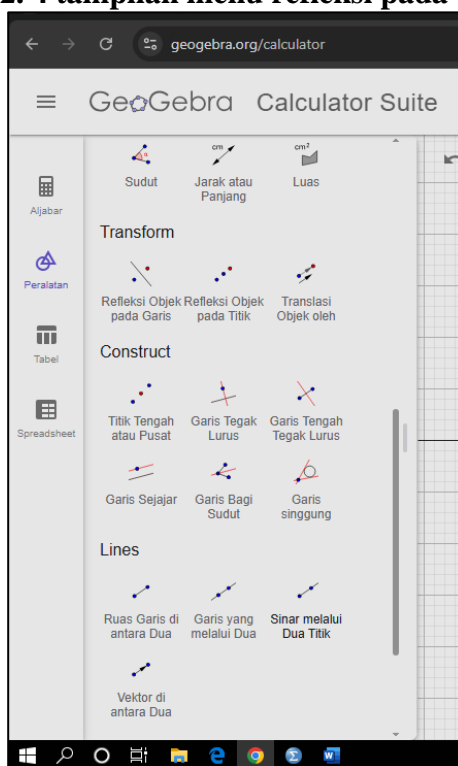 2. 4 tampilan menu refleksi pada
geogebra.org/calculator
GeoGebra Calculator Suite
cm
cm²
Sudut
Jarak atau
Panjang
Luas
Aljabar
Transform
Peralatan
Refleksi Objek
pada Garis
Refleksi Objek
pada Titik
Translasi
Objek oleh
Construct
Tabel
Titik Tengah
atau Pusat
Garis Tegak
Lurus
Garis Tengah
Tegak Lurus
Spreadsheet
Garis Sejajar
Garis Bagi
Sudut
Garis
singgung
Lines
Ruas Garis di
antara Dua
Garis yang
melalui Dua
Sinar melalui
Dua Titik
Vektor di
antara Dua